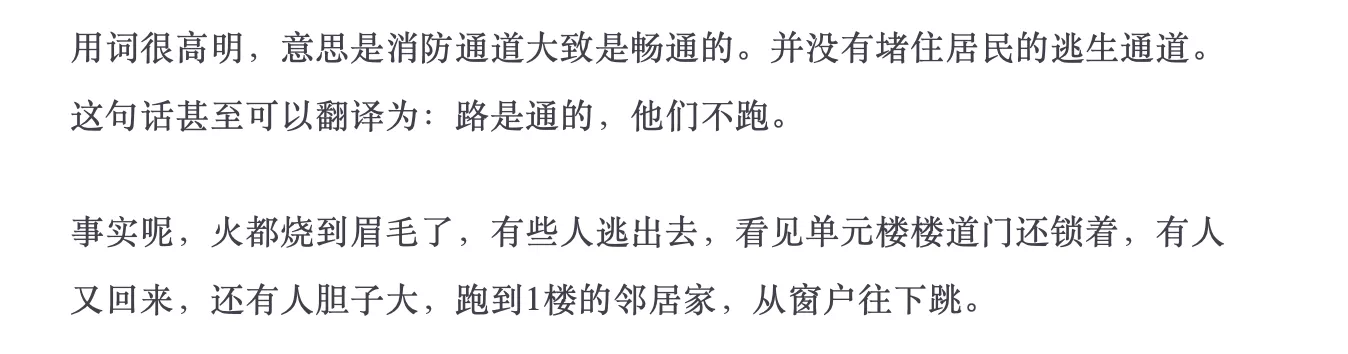 用词很高明，意思是消防通道大致是畅通的。并没有堵住居民的逃生通道。
这句话甚至可以翻译为：路是通的，他们不跑。
事实呢，火都烧到眉毛了，有些人逃出去，看见单元楼楼道门还锁着，有人
又回来，还有人胆子大，跑到1楼的邻居家，从窗户往下跳。